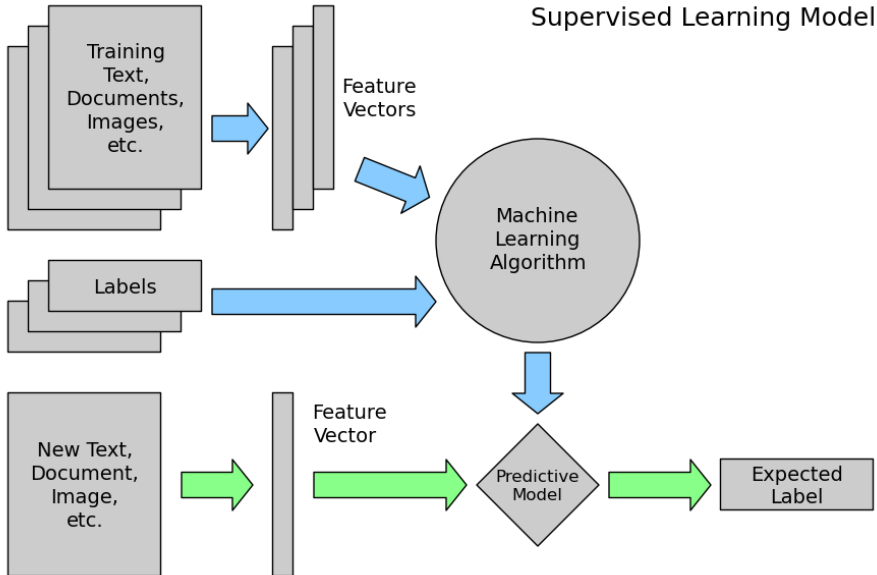 Supervised Learning Model
Training
Text,
Documents,
Images,
etc.
Feature
Vectors
Machine
Learning
Algorithm
Labels
New Text,
Document,
Image,
etc.
Feature
Vector
Predictive
Model
Expected
Label